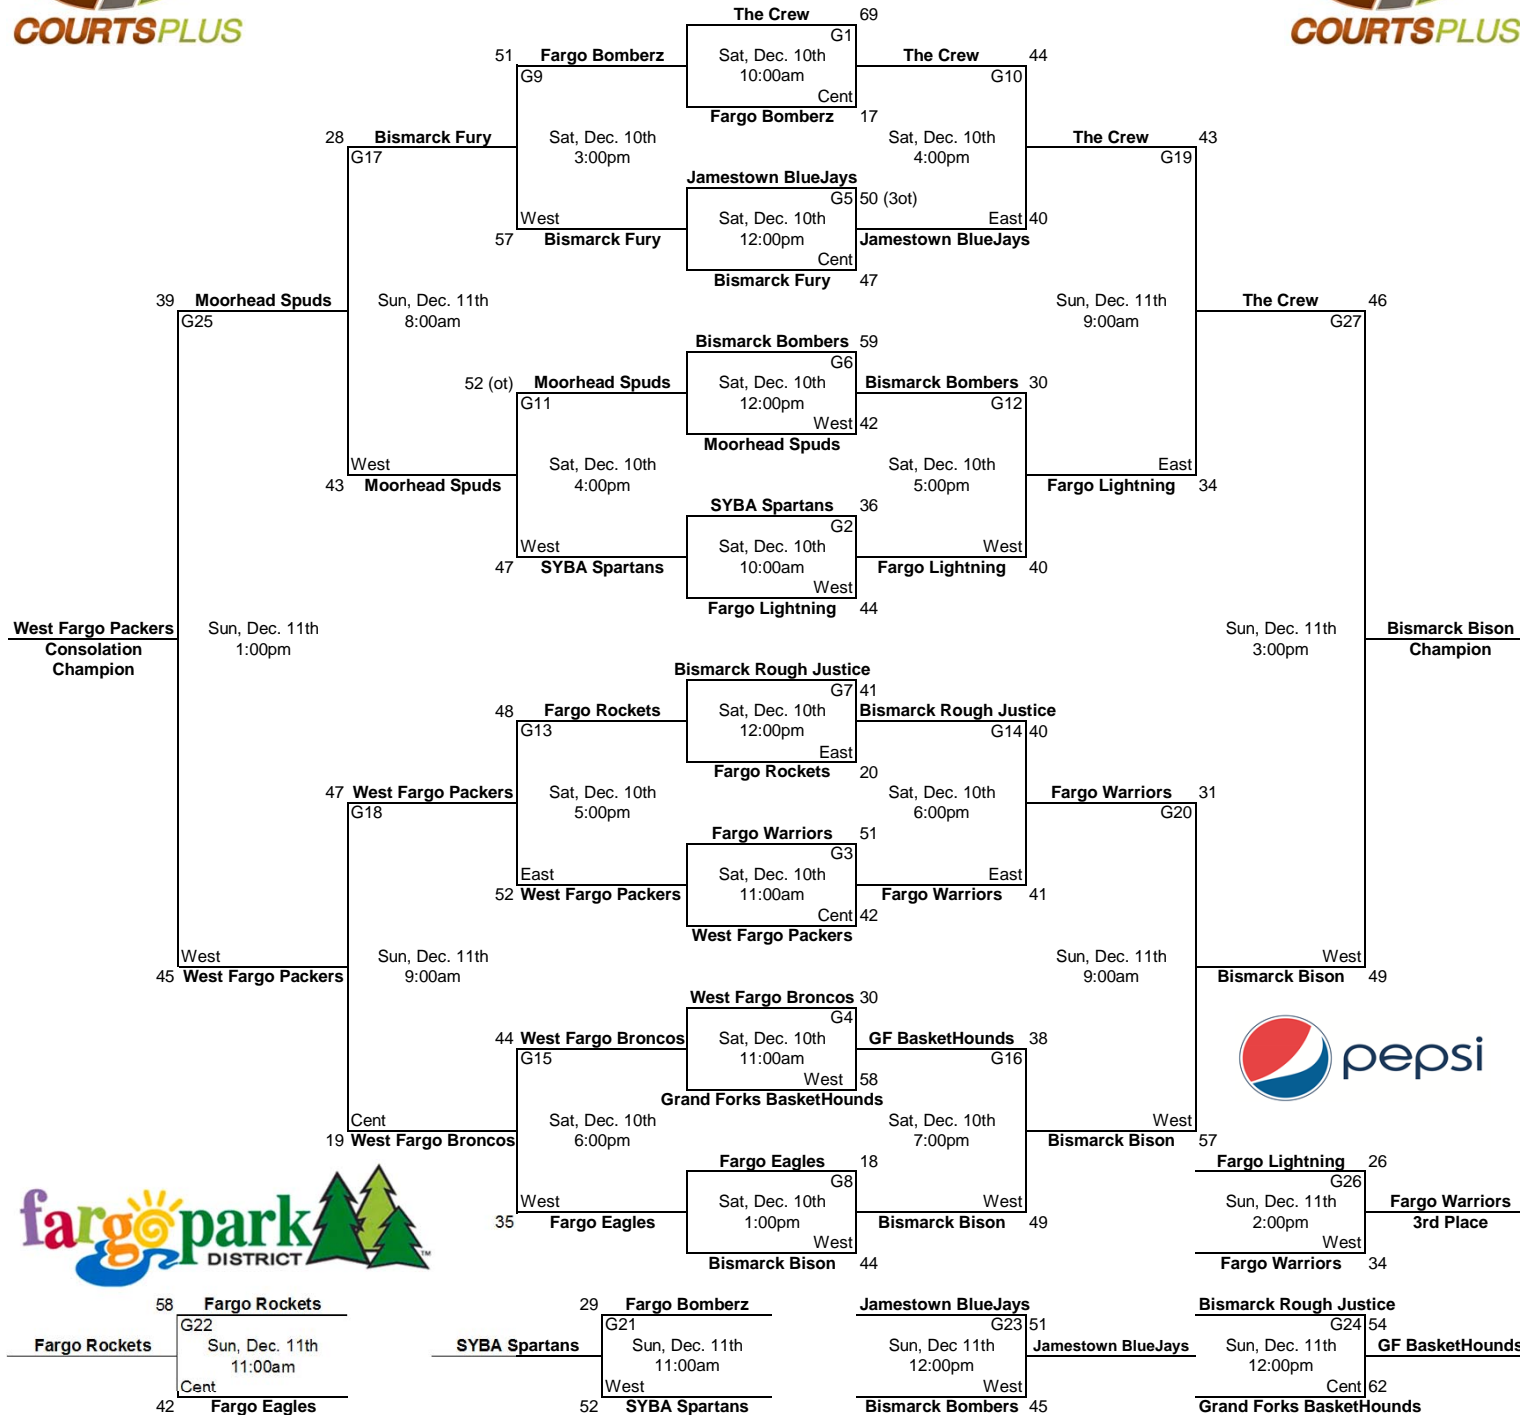 COURTSPLUS
COURTSPLUS
The Crew 69
G1
51 Fargo Bomberz Sat, Dec. 10th The Crew 44
G9 10:00am G10
Cent
Fargo Bomberz 17
28 Bismarck Fury Sat, Dec. 10th Sat, Dec. 10th The Crew 43
G17 3:00pm 4:00pm G19
Jamestown BlueJays
G5 50 (3ot)
West Sat, Dec. 10th East 40
57 Bismarck Fury 12:00pm Jamestown BlueJays
Cent
Bismarck Fury 47
39 Moorhead Spuds Sun, Dec. 11th Sun, Dec. 11th The Crew 46
G25 8:00am 9:00am G27
Bismarck Bombers 59
G6
52 (ot) Moorhead Spuds Sat, Dec. 10th Bismarck Bombers 30
G11 12:00pm G12
West 42
Moorhead Spuds
West Sat, Dec. 10th Sat, Dec. 10th East
43 Moorhead Spuds 4:00pm 5:00pm Fargo Lightning 34
SYBA Spartans 36
G2
West Sat, Dec. 10th West
47 SYBA Spartans 10:00am Fargo Lightning 40
West
Fargo Lightning 44
West Fargo Packers Sun, Dec. 11th Sun, Dec. 11th Bismarck Bison
Consolation 1:00pm 3:00pm Champion
Champion
Bismarck Rough Justice
G7 41
48 Fargo Rockets Sat, Dec. 10th Bismarck Rough Justice
G13 12:00pm G14 40
East
Fargo Rockets 20
47 West Fargo Packers Sat, Dec. 10th Sat, Dec. 10th Fargo Warriors 31
G18 5:00pm 6:00pm G20
Fargo Warriors 51
G3
East Sat, Dec. 10th East
52 West Fargo Packers 11:00am Fargo Warriors 41
Cent 42
West Fargo Packers
West Sun, Dec. 11th Sun, Dec. 11th West
45 West Fargo Packers 9:00am 9:00am Bismarck Bison 49
West Fargo Broncos 30
G4
44 West Fargo Broncos Sat, Dec. 10th GF BasketHounds 38
G15 11:00am G16
pepsi
West 58
Grand Forks BasketHounds
Cent Sat, Dec. 10th Sat, Dec. 10th West
19 West Fargo Broncos 6:00pm 7:00pm Bismarck Bison 57
Fargo Eagles 18 Fargo Lightning 26
G8 G26
West Sat, Dec. 10th West Sun, Dec. 11th Fargo Warriors
35 Fargo Eagles 1:00pm Bismarck Bison 49 2:00pm 3rd Place
West West
Bismarck Bison 44 Fargo Warriors 34
fargo park
DISTRICT ™
58 Fargo Rockets 29 Fargo Bomberz Jamestown BlueJays Bismarck Rough Justice
G22 G21 G23 51 G24 54
Fargo Rockets Sun, Dec. 11th SYBA Spartans Sun, Dec. 11th Sun, Dec 11th Jamestown BlueJays Sun, Dec. 11th GF BasketHounds
11:00am 11:00am 12:00pm 12:00pm
Cent West West Cent 62
42 Fargo Eagles 52 SYBA Spartans Bismarck Bombers 45 Grand Forks BasketHounds